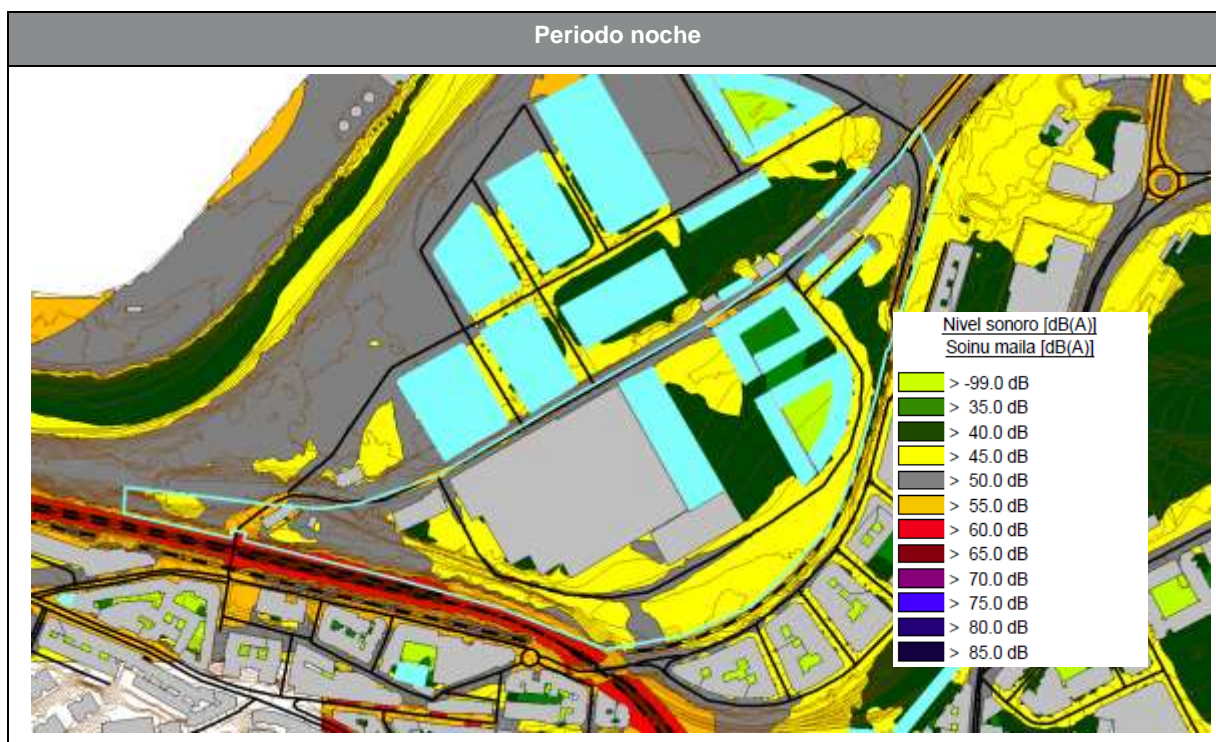 Periodo noche
Nivel sonoro [dB(A)]
Soinu maila [dB(A)]
> -99.0 dB
> 35.0 dB
> 40.0 dB
> 45.0 dB
> 50.0 dB
> 55.0 dB
> 60.0 dB
> 65.0 dB
> 70.0 dB
> 75.0 dB
> 80.0 dB
> 85.0 dB